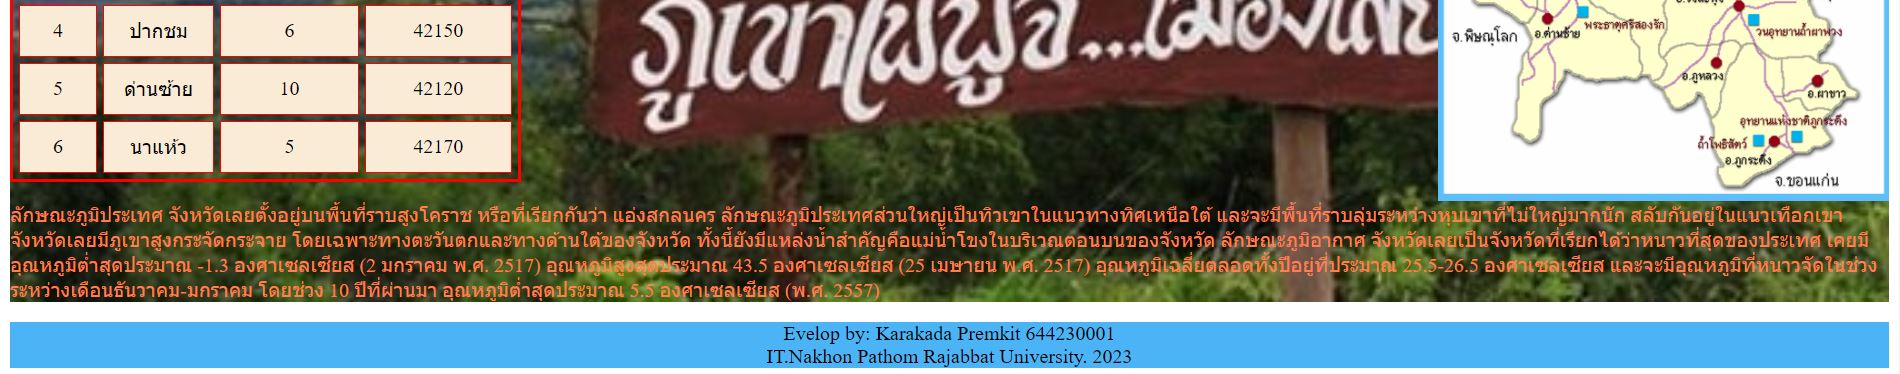 4 ปากชม 6 42150
5 ด่านซ้าย 10 42120
6 นาแห้ว 5 42170
ภูเขาไฟฟูจิ...เมืองเลย
พระธาตุศรีสองรัก
อ.ด่านซ้าย
จ.พิษณุโลก
วนอุทยานถ้ำผาพวง
อ.ภูหลวง
อ.ผาขาว
อุทยานแห่งชาติภูกระดึง
ถ้ำโพธิสัตว์
อ.ภูกระดึง
จ.ขอนแก่น
ลักษณะภูมิประเทศ จังหวัดเลยตั้งอยู่บนพื้นที่ราบสูงโคราช หรือที่เรียกกันว่า แอ่งสกลนคร ลักษณะภูมิประเทศส่วนใหญ่เป็นทิวเขาในแนวทางทิศเหนือใต้ และจะมีพื้นที่ราบลุ่มระหว่างหุบเขาที่ไม่ใหญ่มากนัก สลับกันอยู่ในแนวเทือกเขา
จังหวัดเลยมีภูเขาสูงกระจัดกระจาย โดยเฉพาะทางตะวันตกและทางด้านใต้ของจังหวัด ทั้งนี้ยังมีแหล่งน้ำสำคัญคือแม่น้ำโขงในบริเวณตอนบนของจังหวัด ลักษณะภูมิอากาศ จังหวัดเลยเป็นจังหวัดที่เรียกได้ว่าหนาวที่สุดของประเทศ เคยมี
อุณหภูมิต่ำสุดประมาณ -1.3 องศาเซลเซียส (2 มกราคม พ.ศ. 2517) อุณหภูมิสูงสุดประมาณ 43.5 องศาเซลเซียส (25 เมษายน พ.ศ. 2517) อุณหภูมิเฉลี่ยตลอดทั้งปีอยู่ที่ประมาณ 25.5-26.5 องศาเซลเซียส และจะมีอุณหภูมิที่หนาวจัดในช่วง
ระหว่างเดือนธันวาคม-มกราคม โดยช่วง 10 ปีที่ผ่านมา อุณหภูมิต่ำสุดประมาณ 5.5 องศาเซลเซียส (พ.ศ. 2557)
Evelop by: Karakada Premkit 644230001
IT.Nakhon Pathom Rajabbat University. 2023